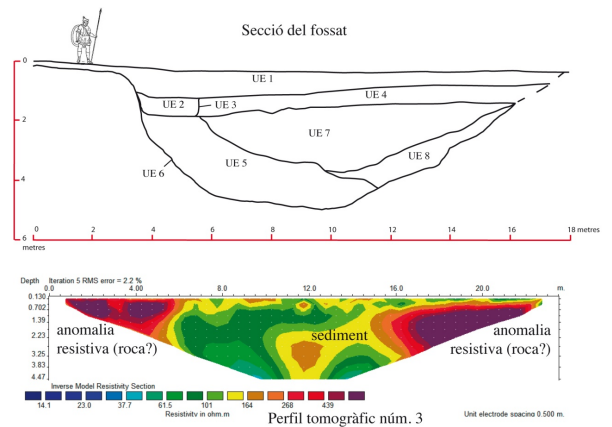 Secció del fossat
0
UE 1
UE 4
UE 2
UE 3
2
UE 7
UE 5
UE 8
UE 6
4
0 2 4 6 8 10 12 14 16 18 metres
6
metres
Depth Iteration 5 RMS error = 2.2 %
0.0 4.00 8.00 12.0 16.0 20.0 m.
0.130
0.702
1.39
2.23
3.25
3.83
4.47
anomalia
resistiva (roca?)
sediment
anomalia
resistiva (roca?)
Inverse Model Resistivity Section
14.1 23.0 37.7 61.5 101 164 268 439
Resistivity in ohm.m
Perfil tomogràfic núm. 3
Unit electrode spacing 0.500 m.